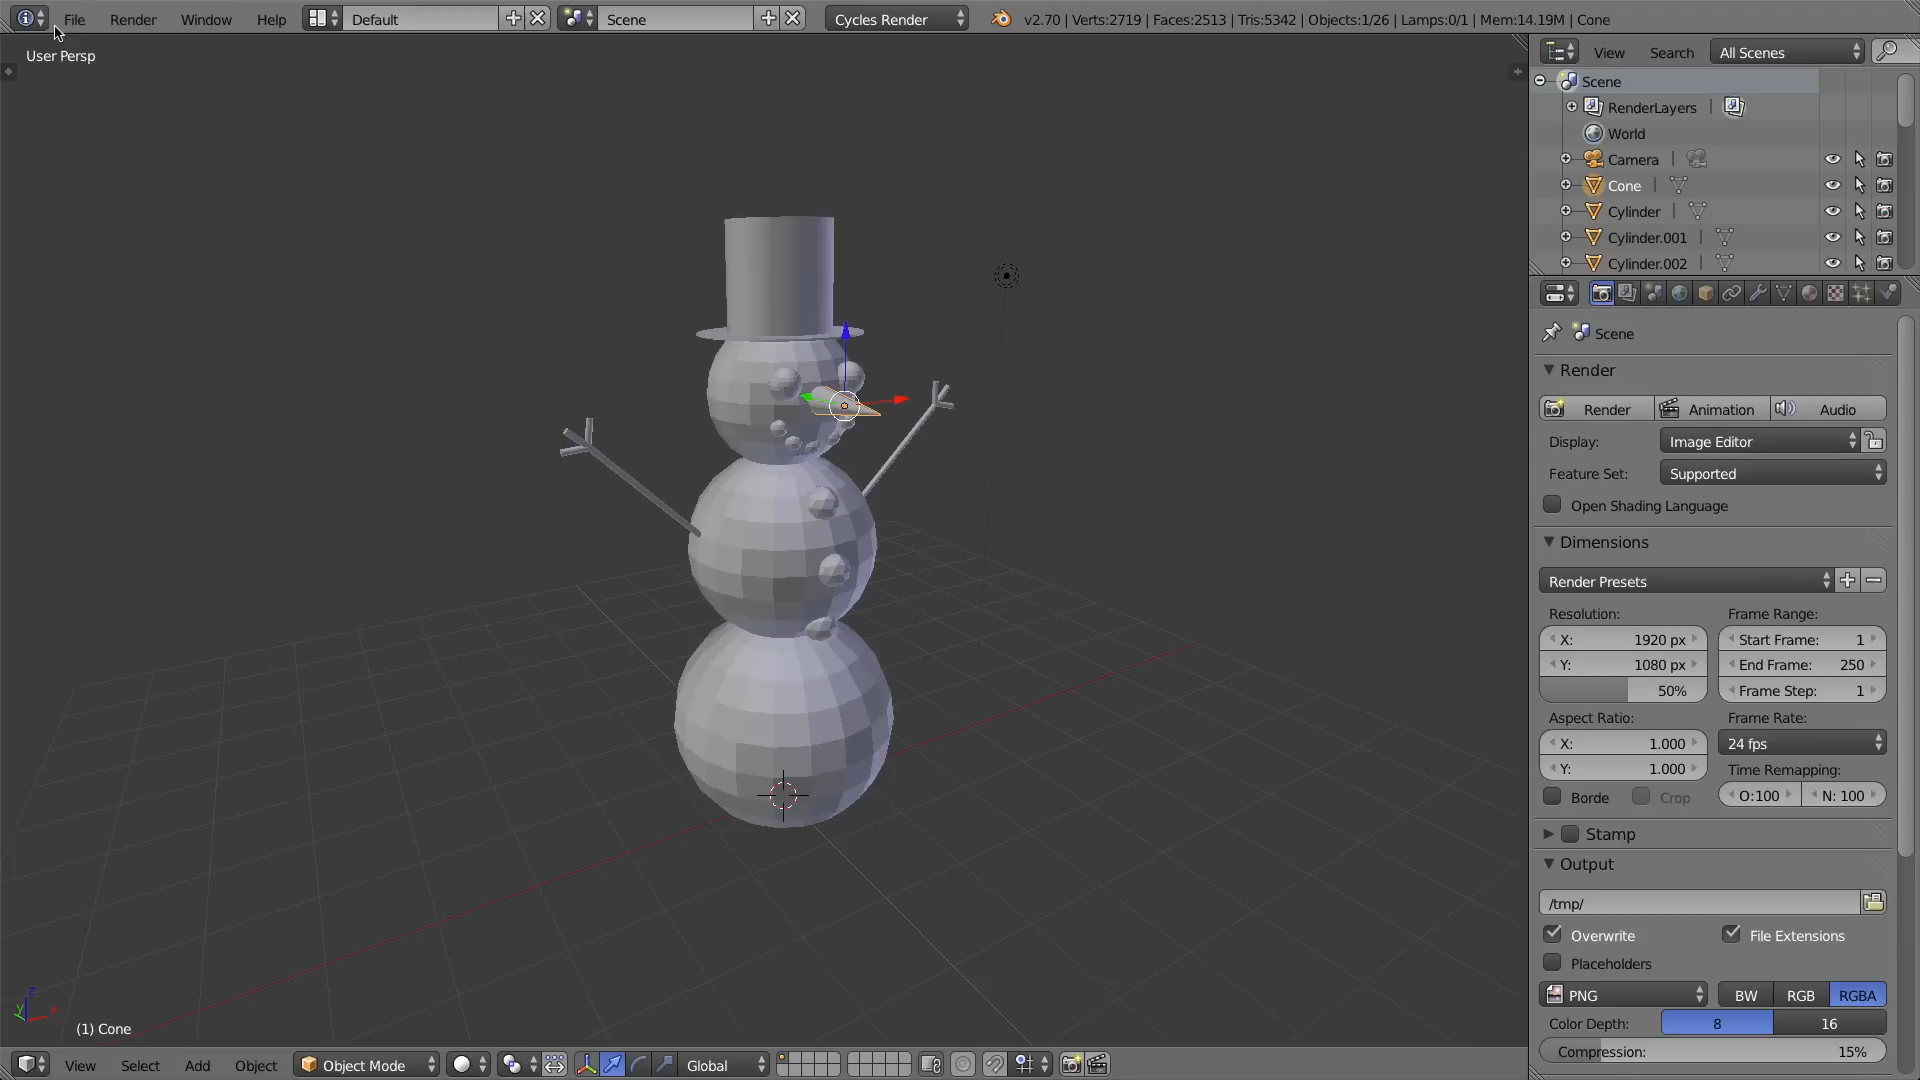 File Render Window Help Default Scene Cycles Render v2.70 | Verts:2719 | Faces:2513 | Tris:5342 | Objects:1/26 | Lamps:0/1 | Mem:14.19M | Cone
User Persp
View Search All Scenes
Scene
RenderLayers
World
Camera
Cone
Cylinder
Cylinder.001
Cylinder.002
Scene
Render
Render Animation Audio
Display: Image Editor
Feature Set: Supported
Open Shading Language
Dimensions
Render Presets
Resolution: Frame Range:
X: 1920 px Start Frame: 1
Y: 1080 px End Frame: 250
50% Frame Step: 1
Aspect Ratio: Frame Rate:
X: 1.000 24 fps
Y: 1.000 Time Remapping:
Borde Crop O:100 N: 100
Stamp
Output
/tmp/
Overwrite File Extensions
Placeholders
PNG BW RGB RGBA
Color Depth: 8 16
Compression: 15%
z
y x
(1) Cone
View Select Add Object Object Mode Global